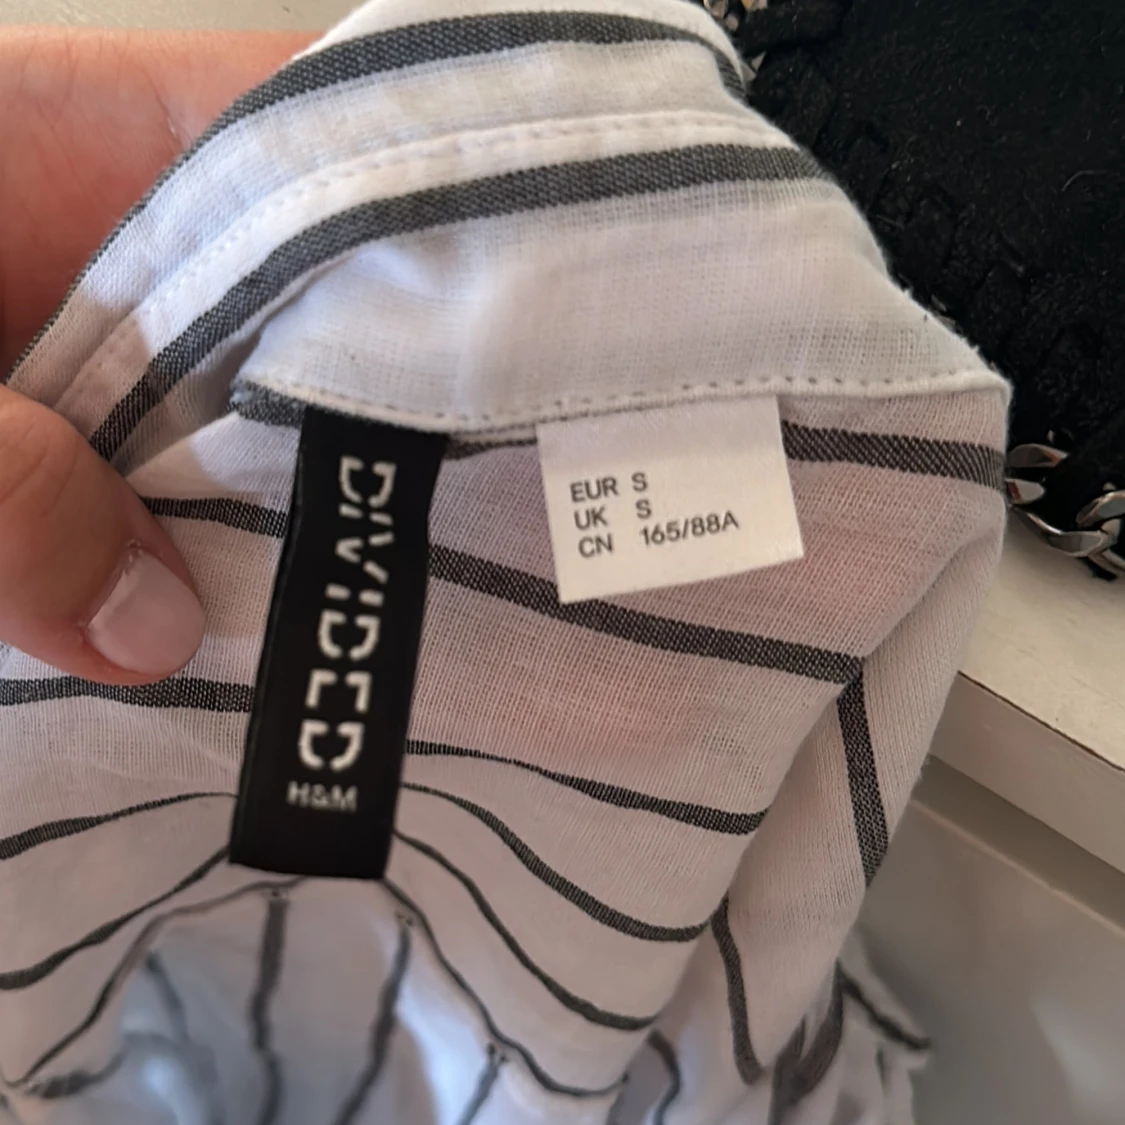 DIVIDED
H&M
EUR S
UK S
CN 165/88A